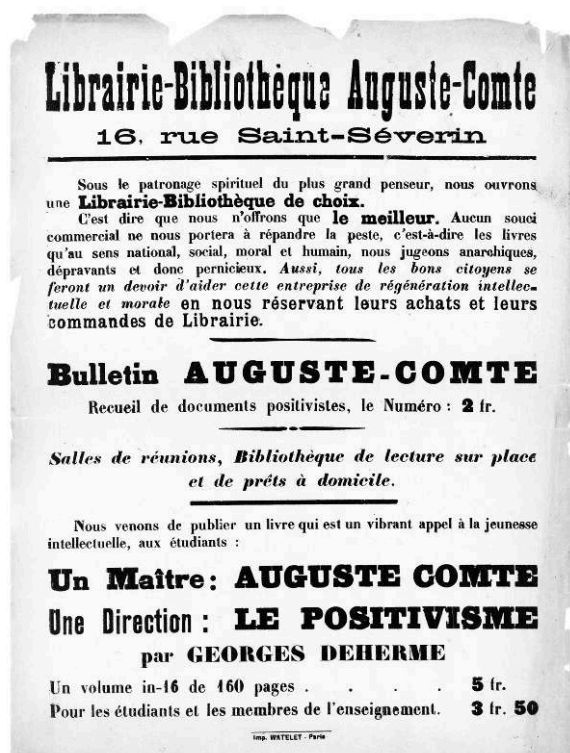 Librairie-Bibliothèque Auguste-Comte
16, rue Saint-Séverin
Sous le patronage spirituel du plus grand penseur, nous ouvrons
une Librairie-Bibliothèque de choix.
C'est dire que nous n'offrons que le meilleur. Aucun souci
commercial ne nous portera à répandre la peste, c'est-à-dire les livres
qu'au sens national, social, moral et humain, nous jugeons anarchiques,
dépravants et donc pernicieux. Aussi, tous les bons citoyens se
feront un devoir d'aider cette entreprise de régénération intellec-
tuelle et morale en nous réservant leurs achats et leurs
commandes de Librairie.
Bulletin AUGUSTE-COMTE
Recueil de documents positivistes, le Numéro : 2 fr.
Salles de réunions, Bibliothèque de lecture sur place
et de prêts à domicile.
Nous venons de publier un livre qui est un vibrant appel à la jeunesse
intellectuelle, aux étudiants :
Un Maître : AUGUSTE COMTE
Une Direction : LE POSITIVISME
par GEORGES DEHERME
Un volume in-16 de 160 pages . . . . 5 fr.
Pour les étudiants et les membres de l'enseignement. 3 fr. 50
Imp. WATELET - Paris